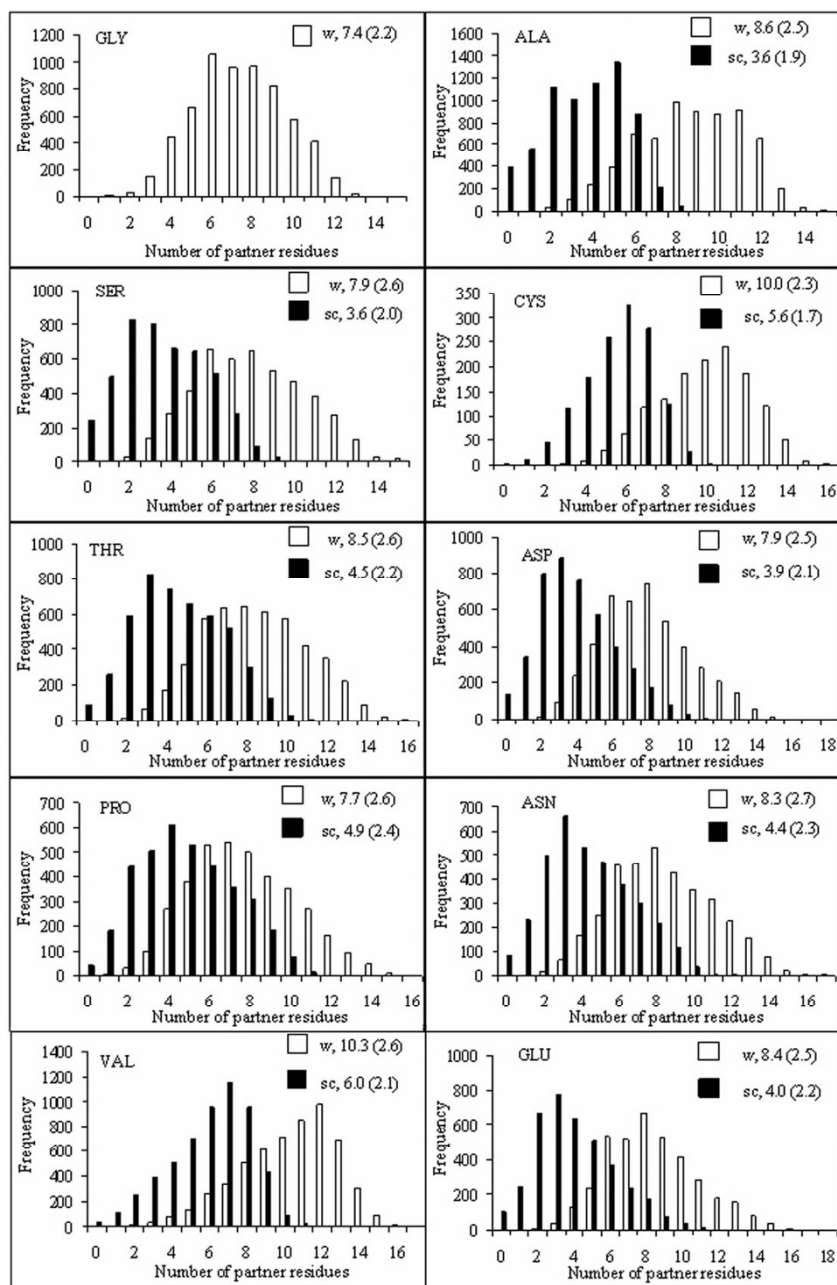 GLY
w, 7.4 (2.2)
Frequency
1200
1000
800
600
400
200
0
0 2 4 6 8 10 12 14
Number of partner residues
ALA
w, 8.6 (2.5)
sc, 3.6 (1.9)
Frequency
1600
1400
1200
1000
800
600
400
200
0
0 2 4 6 8 10 12 14
Number of partner residues
SER
w, 7.9 (2.6)
sc, 3.6 (2.0)
Frequency
1000
800
600
400
200
0
0 2 4 6 8 10 12 14
Number of partner residues
CYS
w, 10.0 (2.3)
sc, 5.6 (1.7)
Frequency
350
300
250
200
150
100
50
0
0 2 4 6 8 10 12 14 16
Number of partner residues
THR
w, 8.5 (2.6)
sc, 4.5 (2.2)
Frequency
1000
800
600
400
200
0
0 2 4 6 8 10 12 14 16
Number of partner residues
ASP
w, 7.9 (2.5)
sc, 3.9 (2.1)
Frequency
1000
800
600
400
200
0
0 2 4 6 8 10 12 14 16 18
Number of partner residues
PRO
w, 7.7 (2.6)
sc, 4.9 (2.4)
Frequency
700
600
500
400
300
200
100
0
0 2 4 6 8 10 12 14 16
Number of partner residues
ASN
w, 8.3 (2.7)
sc, 4.4 (2.3)
Frequency
700
600
500
400
300
200
100
0
0 2 4 6 8 10 12 14 16
Number of partner residues
VAL
w, 10.3 (2.6)
sc, 6.0 (2.1)
Frequency
1400
1200
1000
800
600
400
200
0
0 2 4 6 8 10 12 14 16
Number of partner residues
GLU
w, 8.4 (2.5)
sc, 4.0 (2.2)
Frequency
1000
800
600
400
200
0
0 2 4 6 8 10 12 14 16 18
Number of partner residues